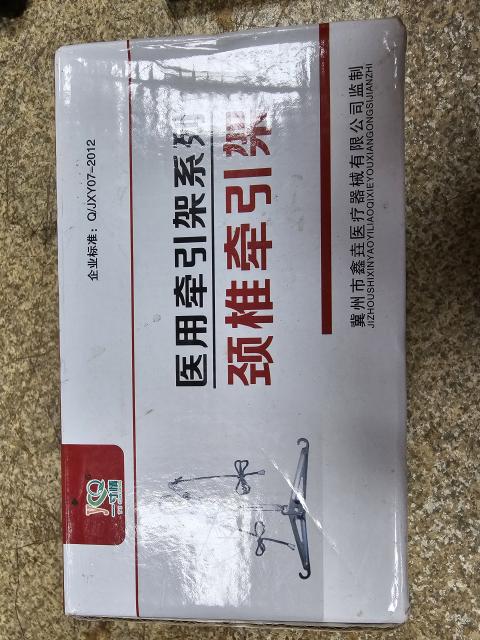 企业标准：Q/JXY07-2012
医用牵引架系列
颈椎牵引架
冀州市鑫垚医疗器械有限公司监制
JIZHOUSHIXINYAOYILIAOQIXIEYOUXIANGONGSIJIANZHI